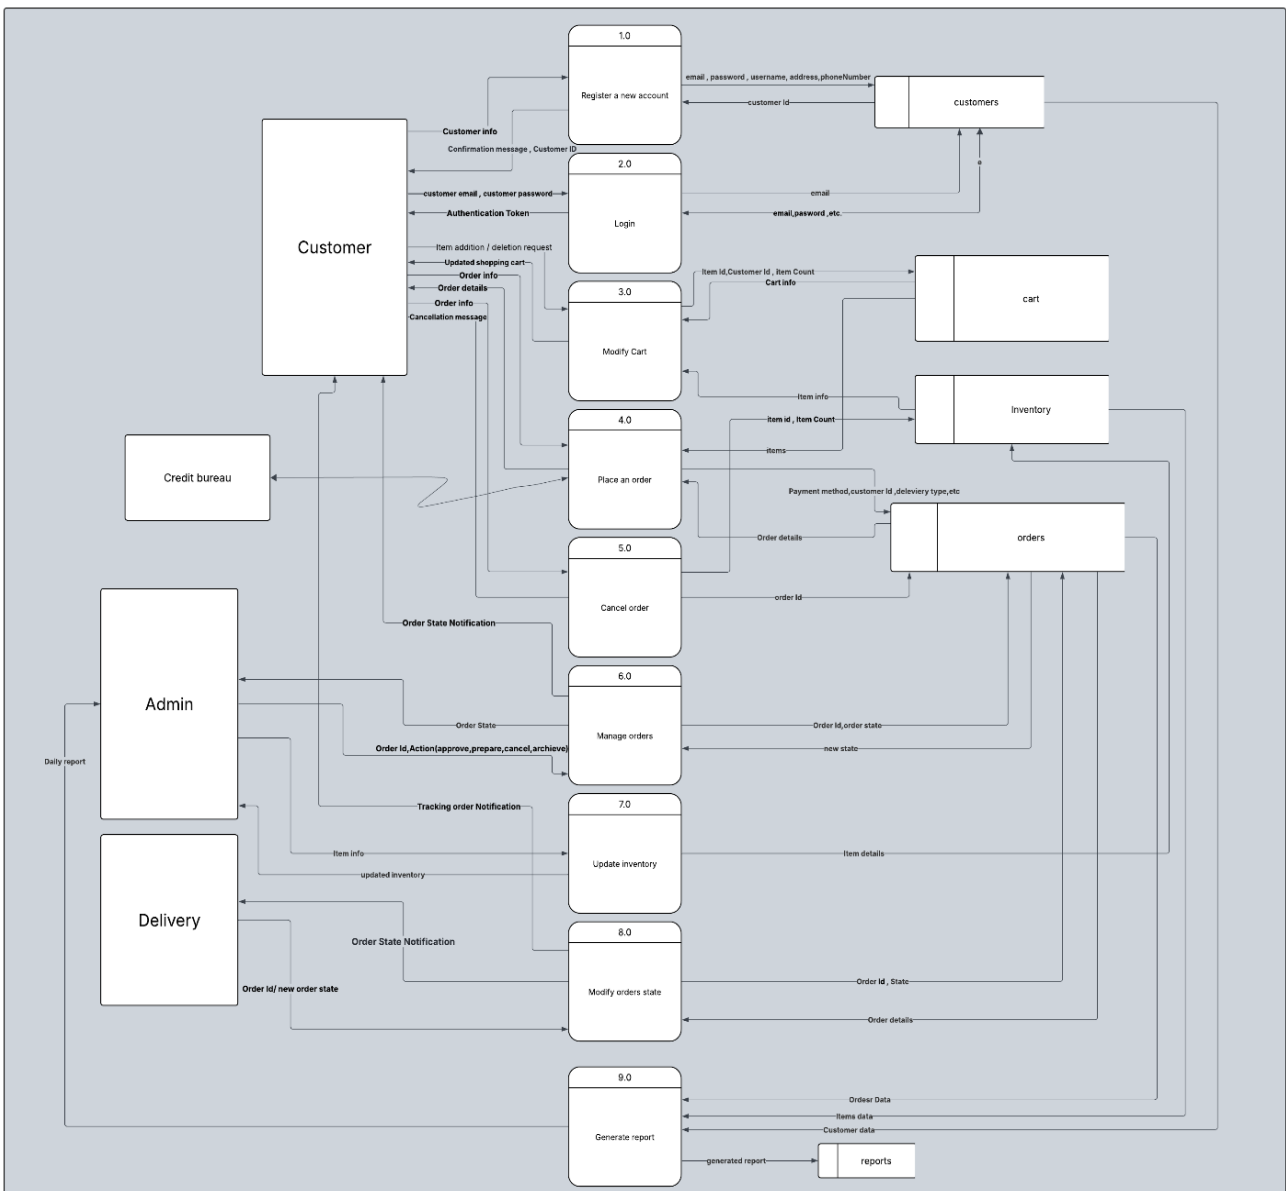 1.0
Register a new account
email , password , username, address,phoneNumber
customer Id
customers
Customer info
Confirmation message , Customer ID
2.0
Login
customer email , customer password
Authentication Token
email
email,pasword ,etc.
Customer
Item addition / deletion request
Updated shopping cart
Order info
Order details
Order info
Cancellation message
3.0
Modify Cart
Item Id,Customer Id , Item Count
Cart info
cart
Item info
Inventory
item id , Item Count
4.0
Place an order
items
Credit bureau
Payment method,customer Id ,deleviery type,etc
Order details
orders
5.0
Cancel order
order Id
Order State Notification
6.0
Manage orders
Admin
Order State
Order Id,Action(approve,prepare,cancel,archieve)
Order Id,order state
new state
Daily report
7.0
Update inventory
Tracking order Notification
Item info
updated inventory
Item details
Delivery
8.0
Modify orders state
Order State Notification
Order Id/ new order state
Order Id , State
Order details
9.0
Generate report
Ordesr Data
Items data
Customer data
generated report
reports